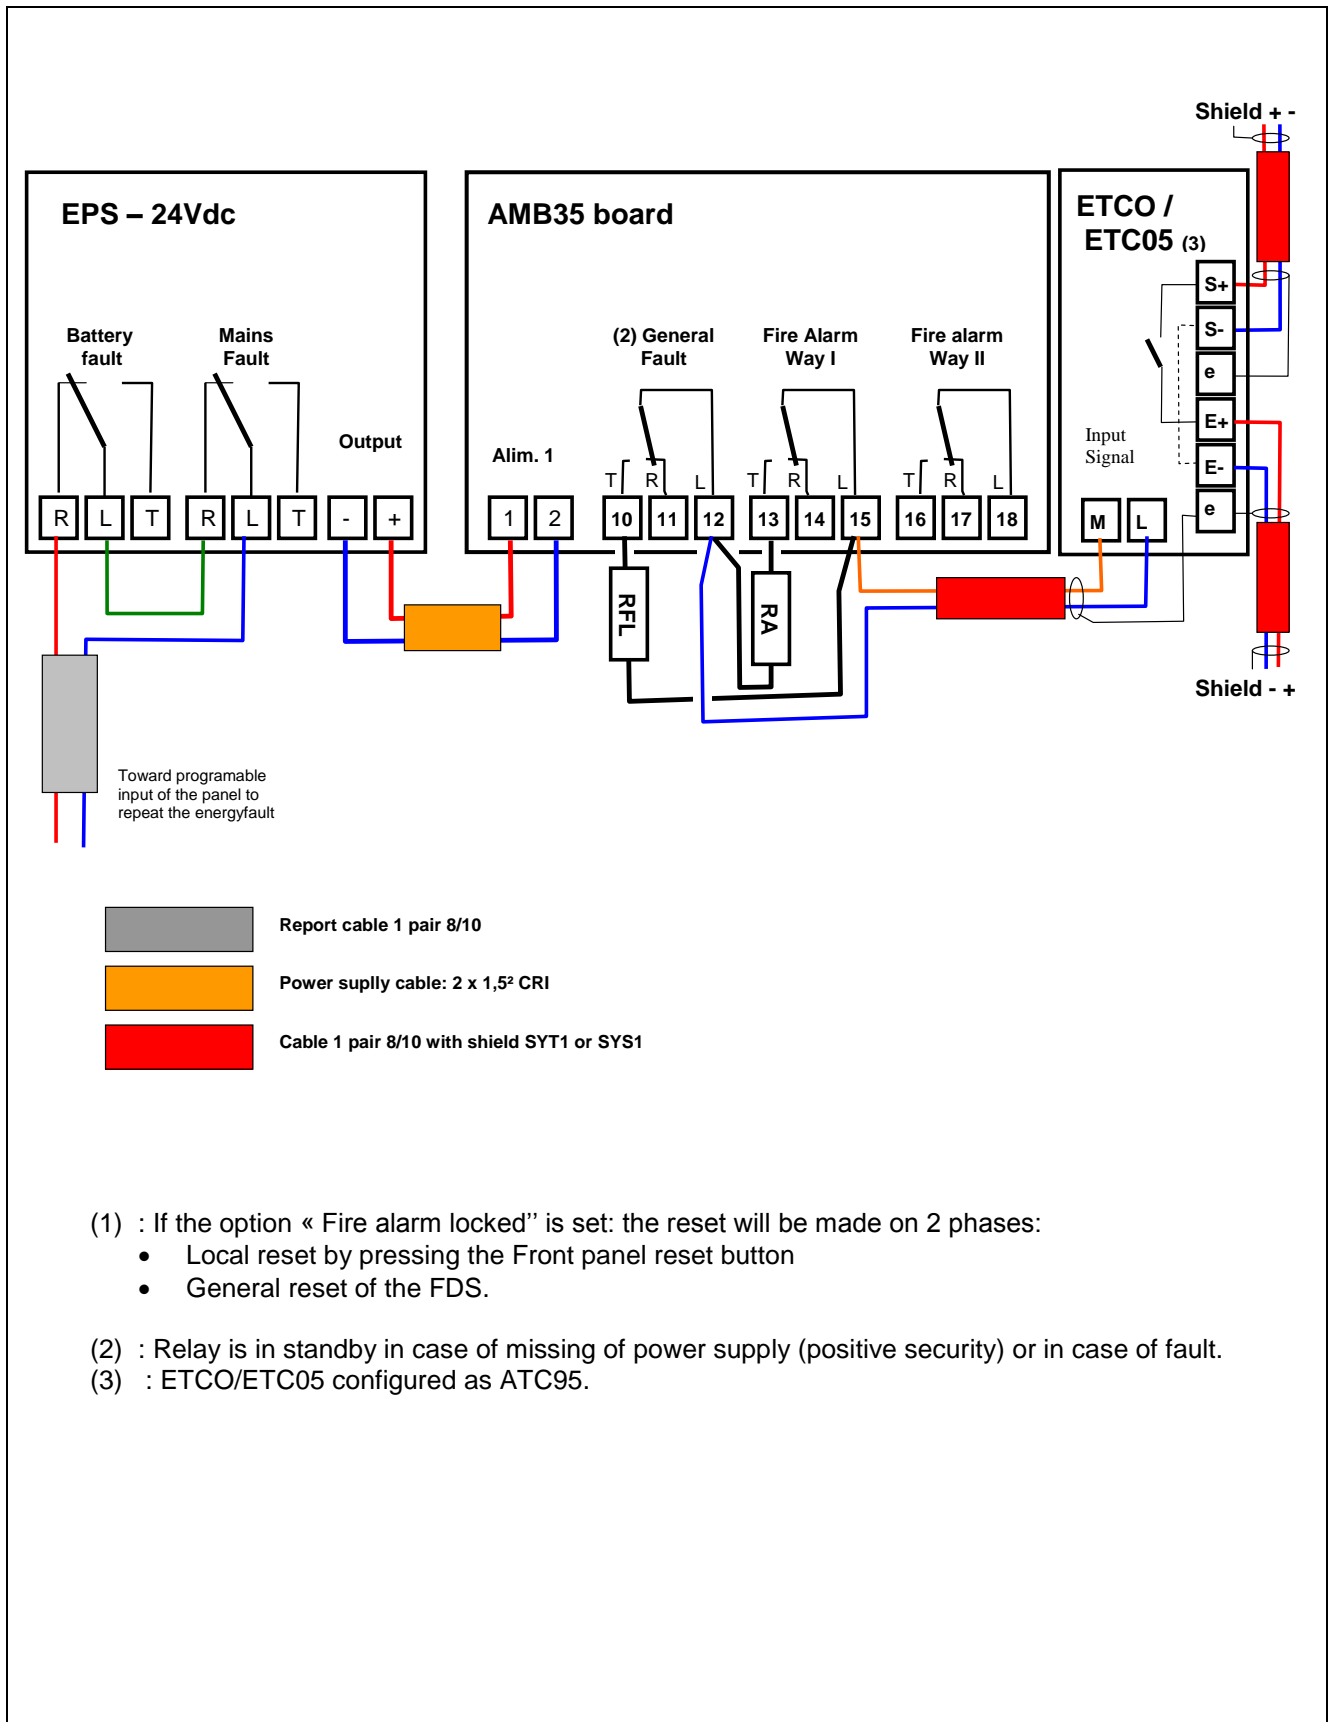 Shield + -
EPS – 24Vdc
AMB35 board
ETCO /
ETC05 (3)
S+
S-
e
E+
E-
e
Battery
fault
Mains
Fault
(2) General
Fault
Fire Alarm
Way I
Fire alarm
Way II
Output
Alim. 1
Input
Signal
T R L T R L T R L
R L T R L T - +
1 2
10 11 12 13 14 15 16 17 18
M L
RFL
RA
Shield - +
Toward programable
input of the panel to
repeat the energyfault
Report cable 1 pair 8/10
Power suplly cable: 2 x 1,5² CRI
Cable 1 pair 8/10 with shield SYT1 or SYS1
(1) : If the option « Fire alarm locked’’ is set: the reset will be made on 2 phases:
• Local reset by pressing the Front panel reset button
• General reset of the FDS.
(2) : Relay is in standby in case of missing of power supply (positive security) or in case of fault.
(3) : ETCO/ETC05 configured as ATC95.